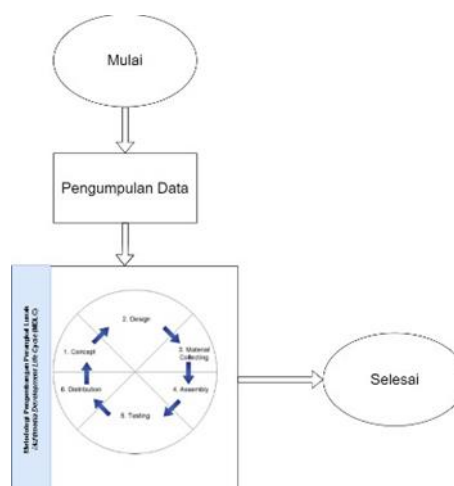 Mulai
Pengumpulan Data
Metodologi Pengembangan Perangkat Lunak
(Multimedia Development Life Cycle (MDLC)
2. Design
1. Concept
3. Material
Collecting
6. Distribution
4. Assembly
5. Testing
Selesai